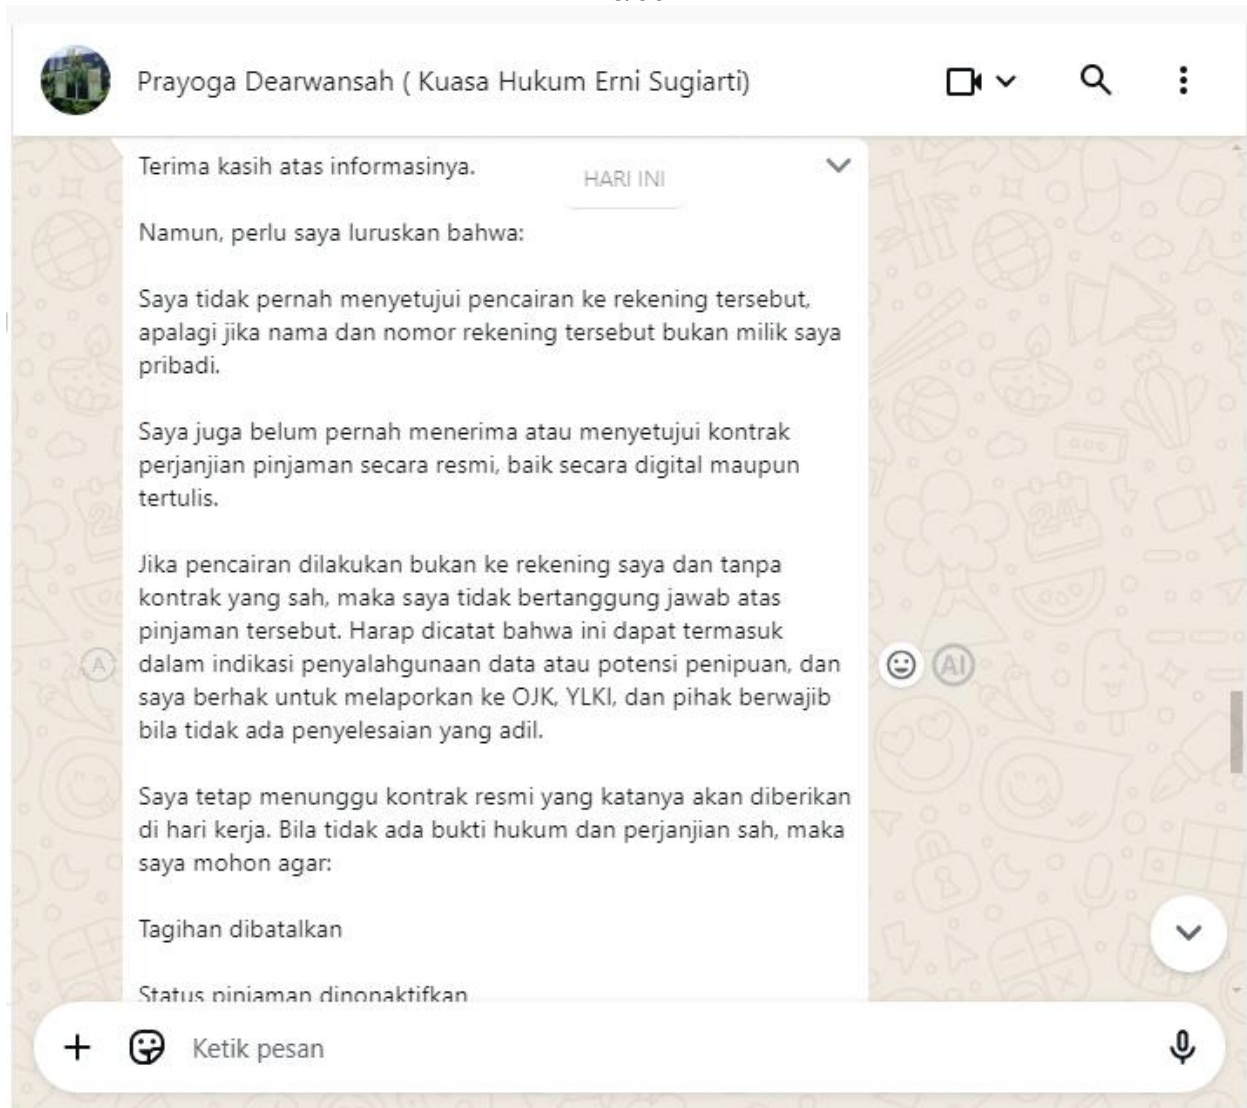 Prayoga Dearwansah ( Kuasa Hukum Erni Sugiarti)
Terima kasih atas informasinya.
HARI INI
Namun, perlu saya luruskan bahwa:
Saya tidak pernah menyetujui pencairan ke rekening tersebut,
apalagi jika nama dan nomor rekening tersebut bukan milik saya
pribadi.
Saya juga belum pernah menerima atau menyetujui kontrak
perjanjian pinjaman secara resmi, baik secara digital maupun
tertulis.
Jika pencairan dilakukan bukan ke rekening saya dan tanpa
kontrak yang sah, maka saya tidak bertanggung jawab atas
pinjaman tersebut. Harap dicatat bahwa ini dapat termasuk
dalam indikasi penyalahgunaan data atau potensi penipuan, dan
saya berhak untuk melaporkan ke OJK, YLKI, dan pihak berwajib
bila tidak ada penyelesaian yang adil.
A
AI
Saya tetap menunggu kontrak resmi yang katanya akan diberikan
di hari kerja. Bila tidak ada bukti hukum dan perjanjian sah, maka
saya mohon agar:
Tagihan dibatalkan
Status pinjaman dinonaktifkan
Ketik pesan